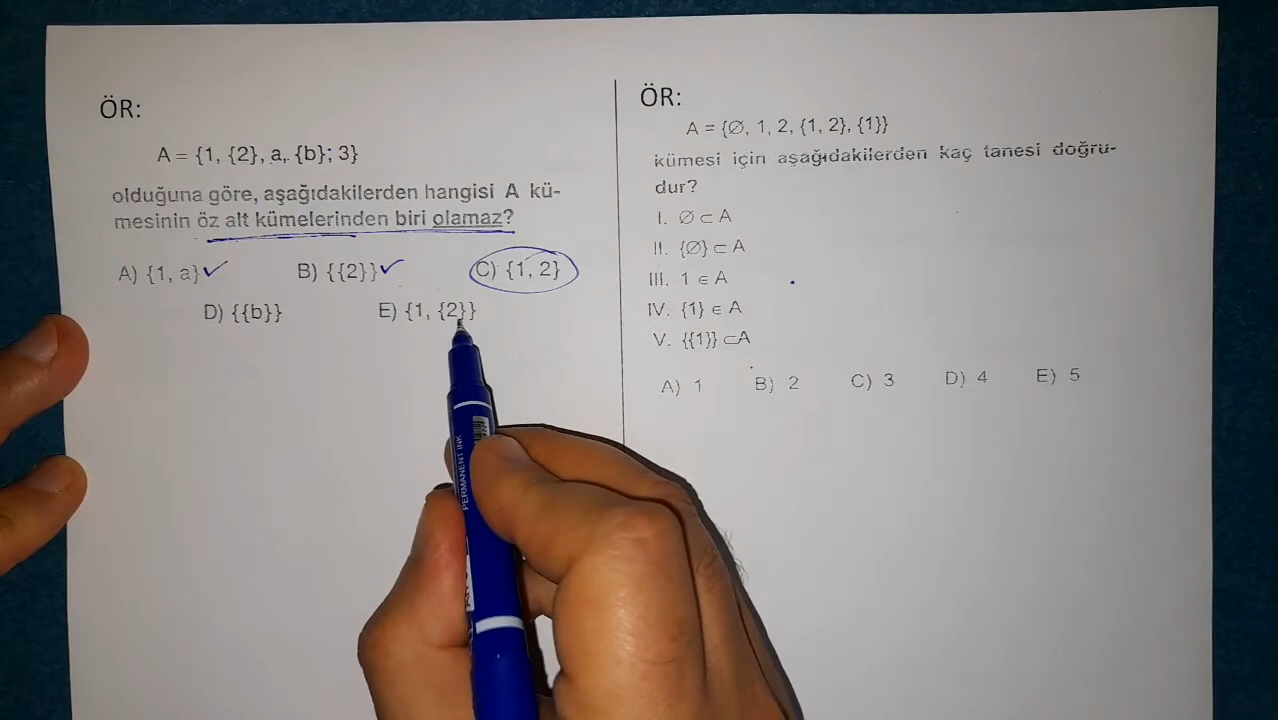 ÖR:
A = {1, {2}, a, {b}; 3}
olduğuna göre, aşağıdakilerden hangisi A kü-
mesinin öz alt kümelerinden biri olamaz?
A) {1, a} B) {{2}} C) {1, 2}
D) {{b}} E) {1, {2}}
ÖR:
A = {∅, 1, 2, {1, 2}, {1}}
kümesi için aşağıdakilerden kaç tanesi doğru-
dur?
I. ∅ ⊂ A
II. {∅} ⊂ A
III. 1 ∈ A
IV. {1} ∈ A
V. {{1}} ⊂ A
A) 1 B) 2 C) 3 D) 4 E) 5
PERMANENT INK